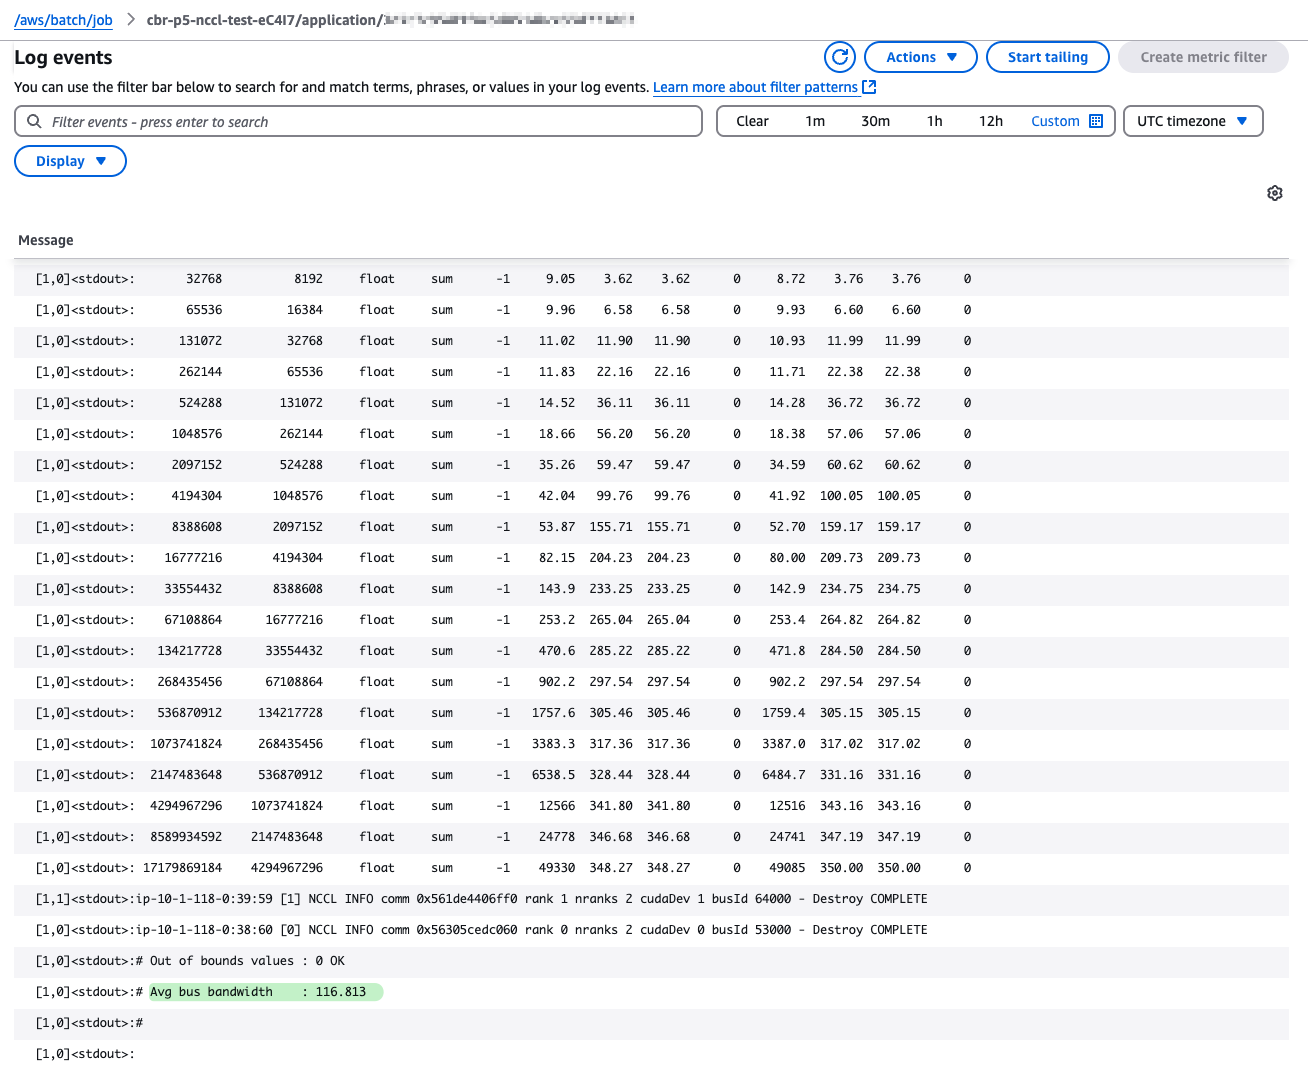 /aws/batch/job > cbr-p5-nccl-test-eC4I7/application/
Log events
Actions
Start tailing
Create metric filter
You can use the filter bar below to search for and match terms, phrases, or values in your log events. Learn more about filter patterns
Filter events - press enter to search
Clear 1m 30m 1h 12h Custom
UTC timezone
Display
Message
[1,0]<stdout>: 32768 8192 float sum -1 9.05 3.62 3.62 0 8.72 3.76 3.76 0
[1,0]<stdout>: 65536 16384 float sum -1 9.96 6.58 6.58 0 9.93 6.60 6.60 0
[1,0]<stdout>: 131072 32768 float sum -1 11.02 11.90 11.90 0 10.93 11.99 11.99 0
[1,0]<stdout>: 262144 65536 float sum -1 11.83 22.16 22.16 0 11.71 22.38 22.38 0
[1,0]<stdout>: 524288 131072 float sum -1 14.52 36.11 36.11 0 14.28 36.72 36.72 0
[1,0]<stdout>: 1048576 262144 float sum -1 18.66 56.20 56.20 0 18.38 57.06 57.06 0
[1,0]<stdout>: 2097152 524288 float sum -1 35.26 59.47 59.47 0 34.59 60.62 60.62 0
[1,0]<stdout>: 4194304 1048576 float sum -1 42.04 99.76 99.76 0 41.92 100.05 100.05 0
[1,0]<stdout>: 8388608 2097152 float sum -1 53.87 155.71 155.71 0 52.70 159.17 159.17 0
[1,0]<stdout>: 16777216 4194304 float sum -1 82.15 204.23 204.23 0 80.00 209.73 209.73 0
[1,0]<stdout>: 33554432 8388608 float sum -1 143.9 233.25 233.25 0 142.9 234.75 234.75 0
[1,0]<stdout>: 67108864 16777216 float sum -1 253.2 265.04 265.04 0 253.4 264.82 264.82 0
[1,0]<stdout>: 134217728 33554432 float sum -1 470.6 285.22 285.22 0 471.8 284.50 284.50 0
[1,0]<stdout>: 268435456 67108864 float sum -1 902.2 297.54 297.54 0 902.2 297.54 297.54 0
[1,0]<stdout>: 536870912 134217728 float sum -1 1757.6 305.46 305.46 0 1759.4 305.15 305.15 0
[1,0]<stdout>: 1073741824 268435456 float sum -1 3383.3 317.36 317.36 0 3387.0 317.02 317.02 0
[1,0]<stdout>: 2147483648 536870912 float sum -1 6538.5 328.44 328.44 0 6484.7 331.16 331.16 0
[1,0]<stdout>: 4294967296 1073741824 float sum -1 12566 341.80 341.80 0 12516 343.16 343.16 0
[1,0]<stdout>: 8589934592 2147483648 float sum -1 24778 346.68 346.68 0 24741 347.19 347.19 0
[1,0]<stdout>: 17179869184 4294967296 float sum -1 49330 348.27 348.27 0 49085 350.00 350.00 0
[1,1]<stdout>:ip-10-1-118-0:39:59 [1] NCCL INFO comm 0x561de4406ff0 rank 1 nranks 2 cudaDev 1 busId 64000 - Destroy COMPLETE
[1,0]<stdout>:ip-10-1-118-0:38:60 [0] NCCL INFO comm 0x56305cedc060 rank 0 nranks 2 cudaDev 0 busId 53000 - Destroy COMPLETE
[1,0]<stdout>:# Out of bounds values : 0 OK
[1,0]<stdout>:# Avg bus bandwidth : 116.813
[1,0]<stdout>:#
[1,0]<stdout>: